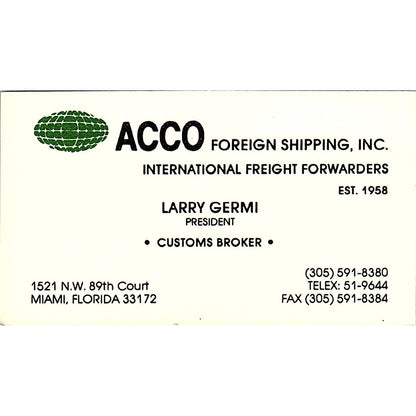 ACCO FOREIGN SHIPPING, INC.
INTERNATIONAL FREIGHT FORWARDERS
EST. 1958
LARRY GERMI
PRESIDENT
• CUSTOMS BROKER •
1521 N.W. 89th Court
MIAMI, FLORIDA 33172
(305) 591-8380
TELEX: 51-9644
FAX (305) 591-8384